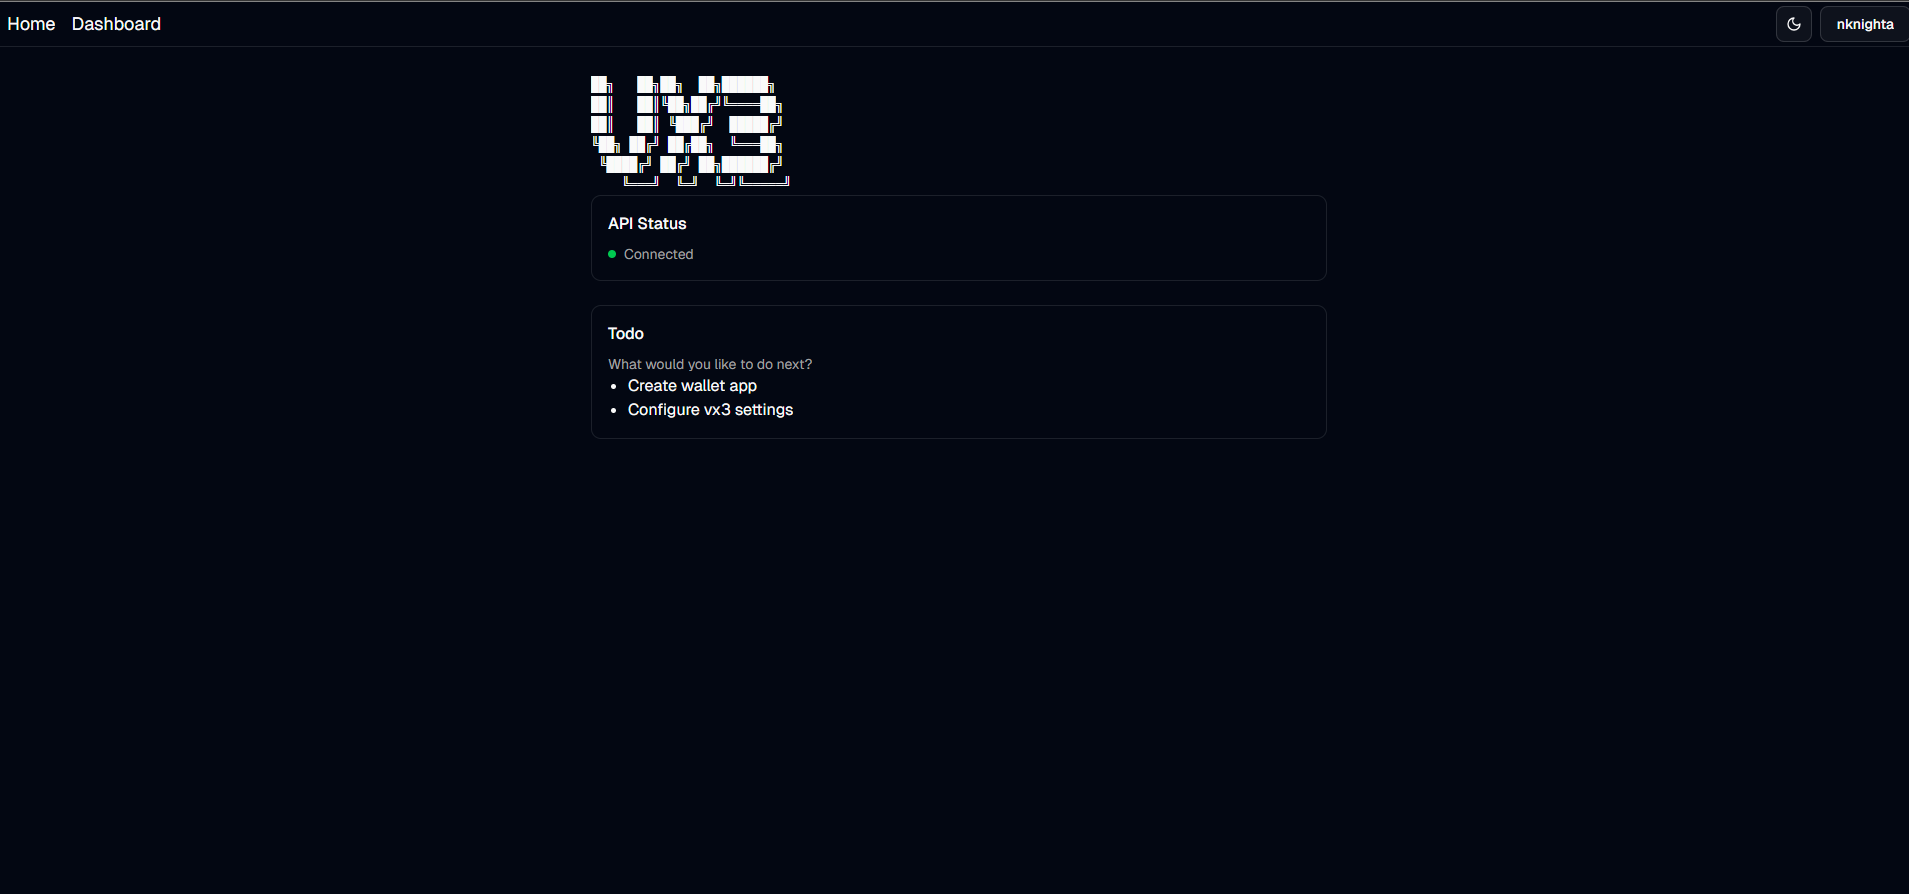 Home Dashboard nknighta
VX3
API Status
Connected
Todo
What would you like to do next?
Create wallet app
Configure vx3 settings